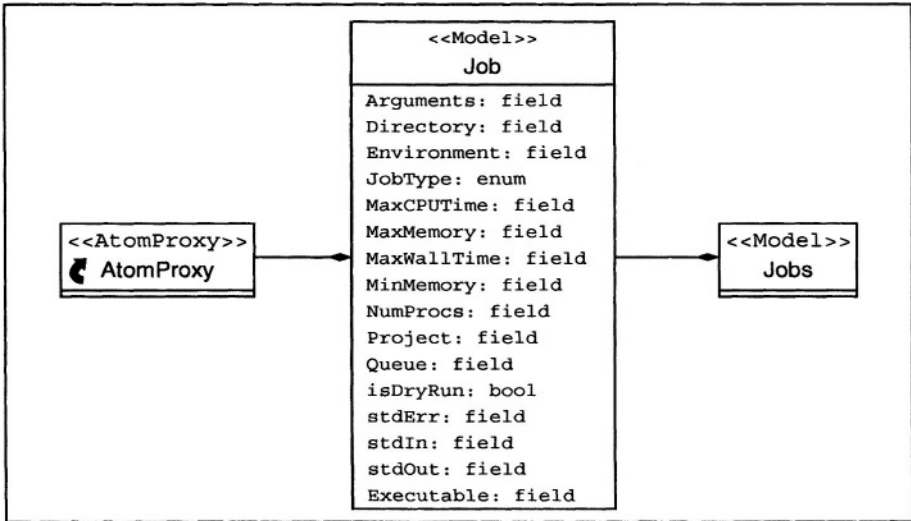 <<Model>>
Job
Arguments: field
Directory: field
Environment: field
JobType: enum
MaxCPUTime: field
MaxMemory: field
MaxWallTime: field
MinMemory: field
NumProcs: field
Project: field
Queue: field
isDryRun: bool
stdErr: field
stdIn: field
stdOut: field
Executable: field
<<AtomProxy>>
AtomProxy
<<Model>>
Jobs